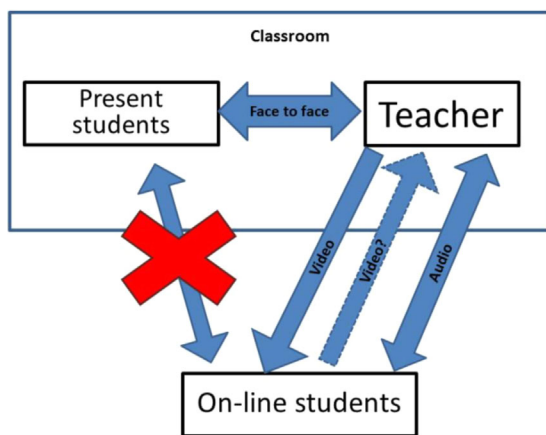 Classroom
Present
students
Face to face
Teacher
Video
Video?
Audio
On-line students